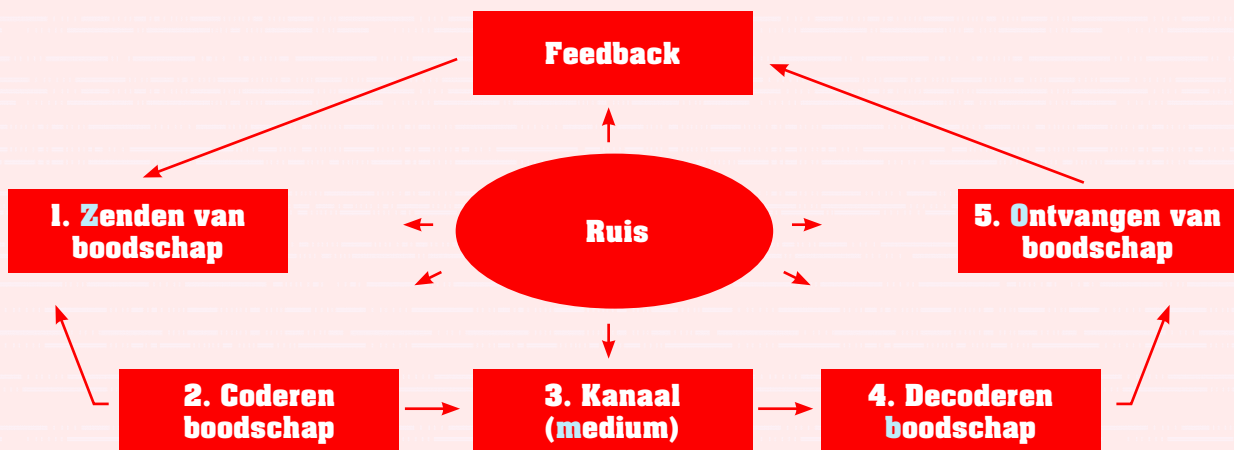 Feedback
1. Zenden van
boodschap
Ruis
5. Ontvangen van
boodschap
2. Coderen
boodschap
3. Kanaal
(medium)
4. Decoderen
boodschap